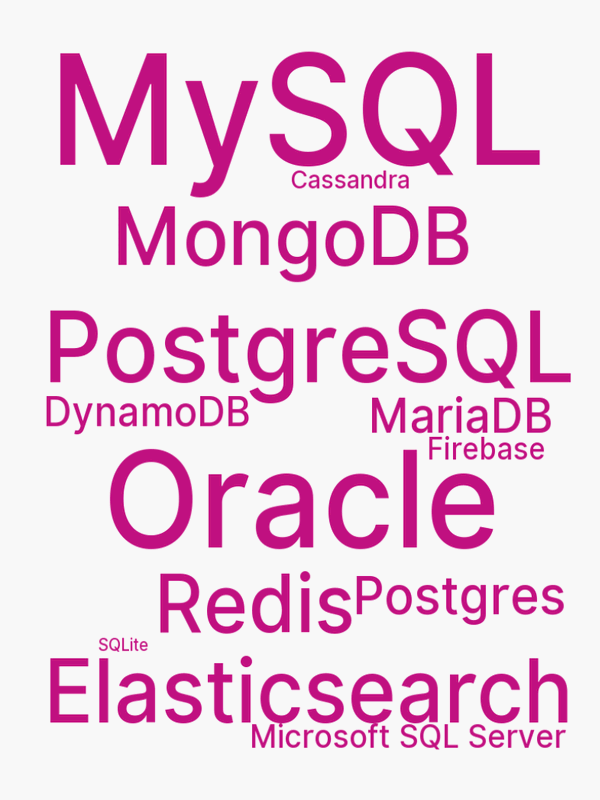 MySQL
Cassandra
MongoDB
PostgreSQL
DynamoDB
MariaDB
Firebase
Oracle
Redis
Postgres
SQLite
Elasticsearch
Microsoft SQL Server